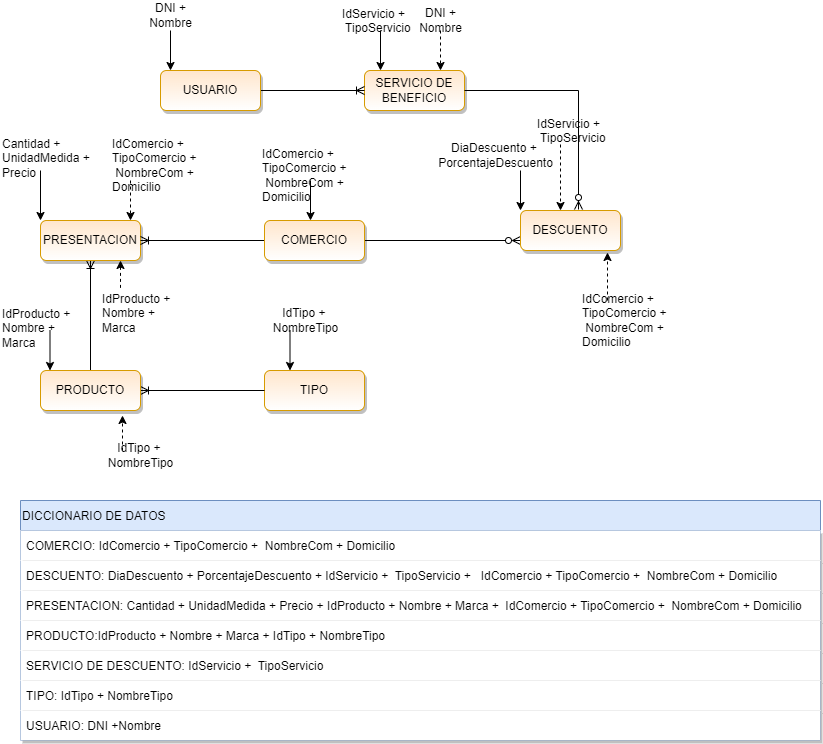 DNI +
Nombre
IdServicio +
TipoServicio
DNI +
Nombre
USUARIO
SERVICIO DE
BENEFICIO
IdServicio +
TipoServicio
Cantidad +
UnidadMedida +
Precio
IdComercio +
TipoComercio +
NombreCom +
Domicilio
IdComercio +
TipoComercio +
NombreCom +
Domicilio
DiaDescuento +
PorcentajeDescuento
PRESENTACION
COMERCIO
DESCUENTO
IdProducto +
Nombre +
Marca
IdProducto +
Nombre +
Marca
IdTipo +
NombreTipo
IdComercio +
TipoComercio +
NombreCom +
Domicilio
PRODUCTO
TIPO
IdTipo +
NombreTipo
DICCIONARIO DE DATOS
COMERCIO: IdComercio + TipoComercio + NombreCom + Domicilio
DESCUENTO: DiaDescuento + PorcentajeDescuento + IdServicio + TipoServicio + IdComercio + TipoComercio + NombreCom + Domicilio
PRESENTACION: Cantidad + UnidadMedida + Precio + IdProducto + Nombre + Marca + IdComercio + TipoComercio + NombreCom + Domicilio
PRODUCTO:IdProducto + Nombre + Marca + IdTipo + NombreTipo
SERVICIO DE DESCUENTO: IdServicio + TipoServicio
TIPO: IdTipo + NombreTipo
USUARIO: DNI +Nombre